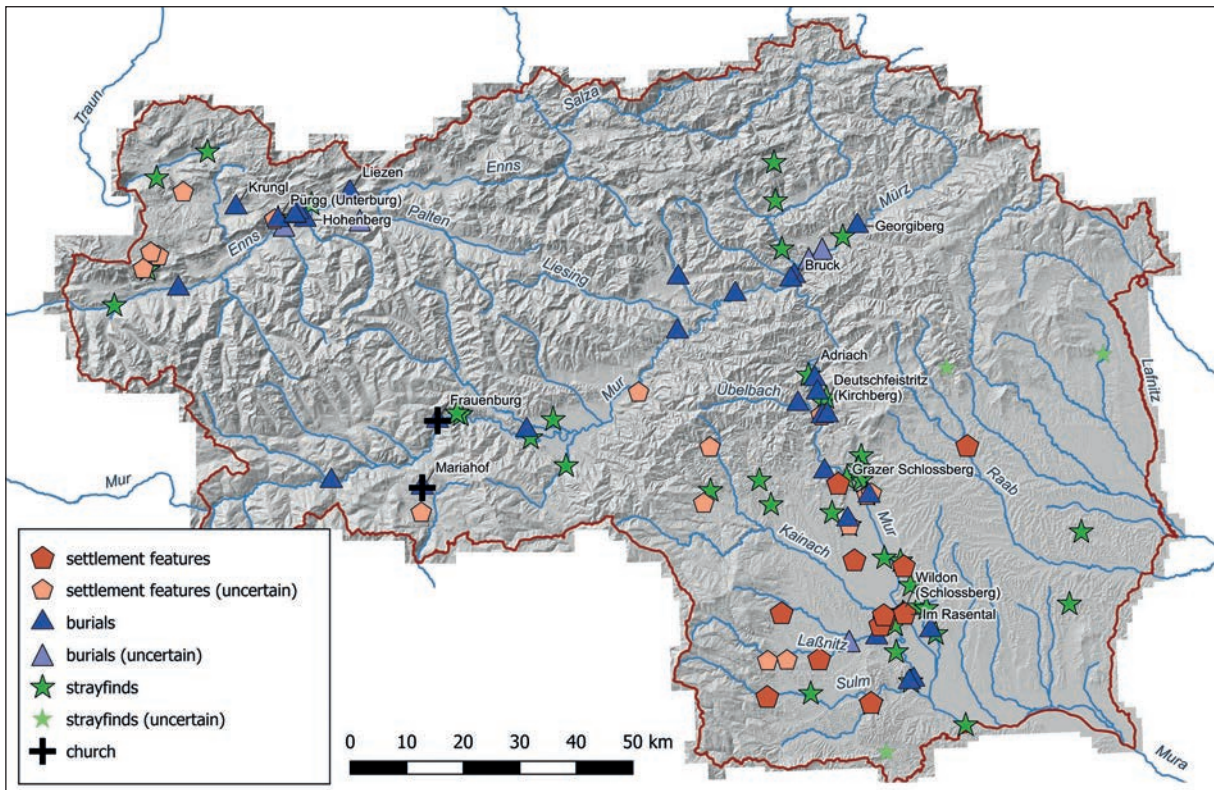 Traun
Salza
Enns
Liezen
Krungl
Pürgg (Unterburg)
Hohenberg
Palten
Enns
Mürz
Georgiberg
Bruck
Liesing
Adriach
Deutschfeistritz
(Kirchberg)
Übelbach
Mur
Lafnitz
Frauenburg
Mariahof
Mur
Grazer Schlossberg
Raab
Mur
Kainach
Wildon
(Schlossberg)
Im Rasental
Laßnitz
Sulm
Mura
settlement features
settlement features (uncertain)
burials
burials (uncertain)
strayfinds
strayfinds (uncertain)
church
0 10 20 30 40 50 km